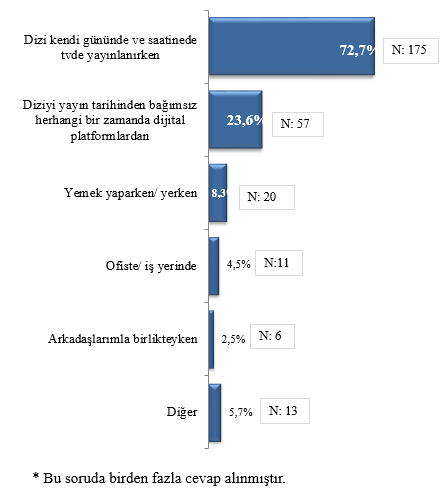 Dizi kendi gününde ve saatinede
tvde yayınlanırken
72,7%
N: 175
Diziyi yayın tarihinden bağımsız
herhangi bir zamanda dijital
platformlardan
23,6%
N: 57
Yemek yaparken/ yerken
8,3%
N: 20
Ofiste/ iş yerinde
4,5%
N:11
Arkadaşlarımla birlikteyken
2,5%
N: 6
Diğer
5,7%
N: 13
* Bu soruda birden fazla cevap alınmıştır.